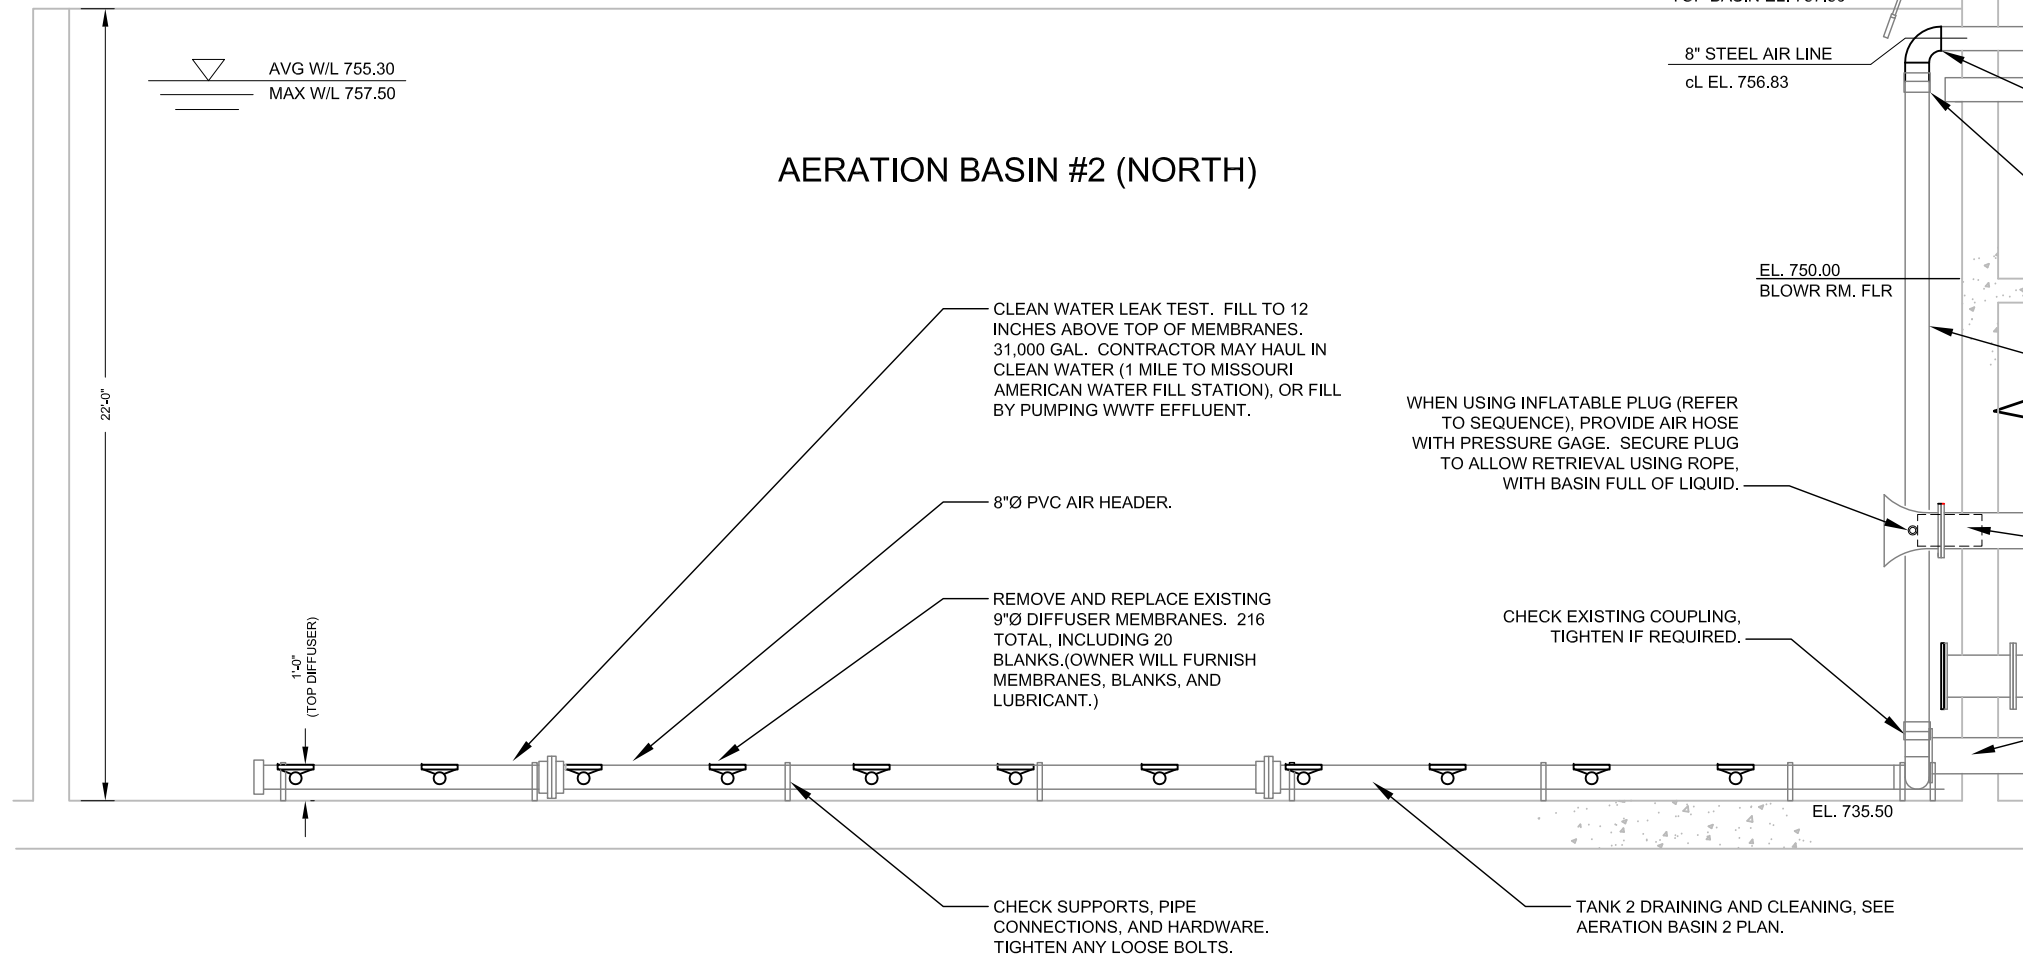 8" STEEL AIR LINE
cL EL. 756.83
AVG W/L 755.30
MAX W/L 757.50
AERATION BASIN #2 (NORTH)
EL. 750.00
BLOWR RM. FLR
CLEAN WATER LEAK TEST. FILL TO 12
INCHES ABOVE TOP OF MEMBRANES.
31,000 GAL. CONTRACTOR MAY HAUL IN
CLEAN WATER (1 MILE TO MISSOURI
AMERICAN WATER FILL STATION), OR FILL
BY PUMPING WWTF EFFLUENT.
22'-0"
WHEN USING INFLATABLE PLUG (REFER
TO SEQUENCE), PROVIDE AIR HOSE
WITH PRESSURE GAGE. SECURE PLUG
TO ALLOW RETRIEVAL USING ROPE,
WITH BASIN FULL OF LIQUID.
8"Ø PVC AIR HEADER.
REMOVE AND REPLACE EXISTING
9"Ø DIFFUSER MEMBRANES. 216
TOTAL, INCLUDING 20
BLANKS.(OWNER WILL FURNISH
MEMBRANES, BLANKS, AND
LUBRICANT.)
CHECK EXISTING COUPLING,
TIGHTEN IF REQUIRED.
1'-0"
(TOP DIFFUSER)
EL. 735.50
CHECK SUPPORTS, PIPE
CONNECTIONS, AND HARDWARE.
TIGHTEN ANY LOOSE BOLTS.
TANK 2 DRAINING AND CLEANING, SEE
AERATION BASIN 2 PLAN.